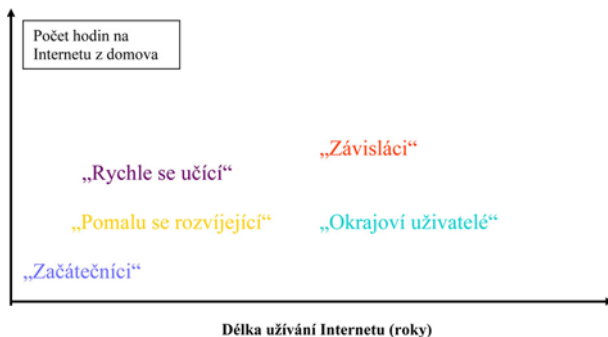 Počet hodin na
Internetu z domova
„Závisláci“
„Rychle se učící“
„Pomalu se rozvíjející“
„Okrajoví uživatelé“
„Začátečníci“
Délka užívání Internetu (roky)